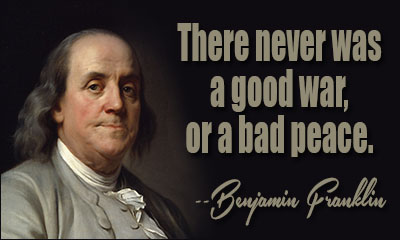 There never was
a good war,
or a bad peace.
--Benjamin Franklin